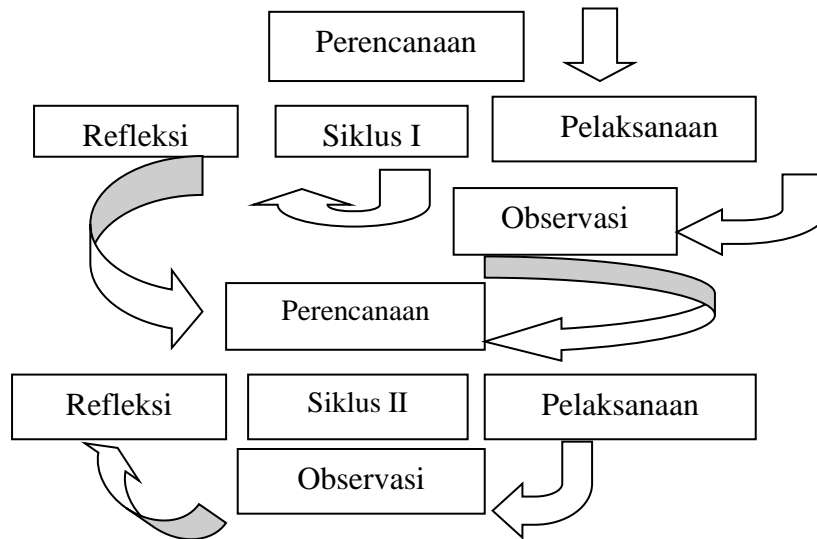 Perencanaan
Refleksi
Siklus I
Pelaksanaan
Observasi
Perencanaan
Refleksi
Siklus II
Pelaksanaan
Observasi